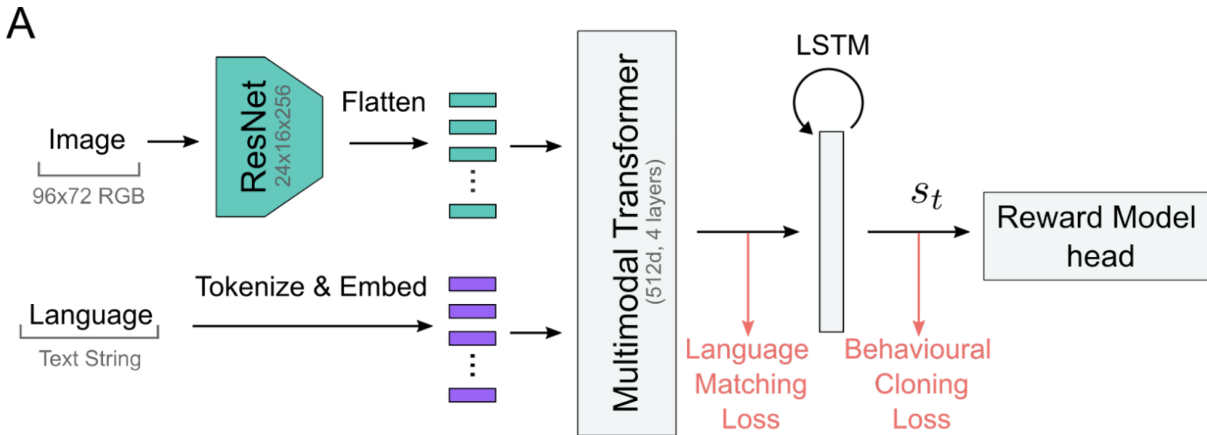 A
Image
96x72 RGB
ResNet
24x16x256
Flatten
Language
Text String
Tokenize & Embed
Multimodal Transformer
(512d, 4 layers)
LSTM
Language
Matching
Loss
s_t
Behavioural
Cloning
Loss
Reward Model
head